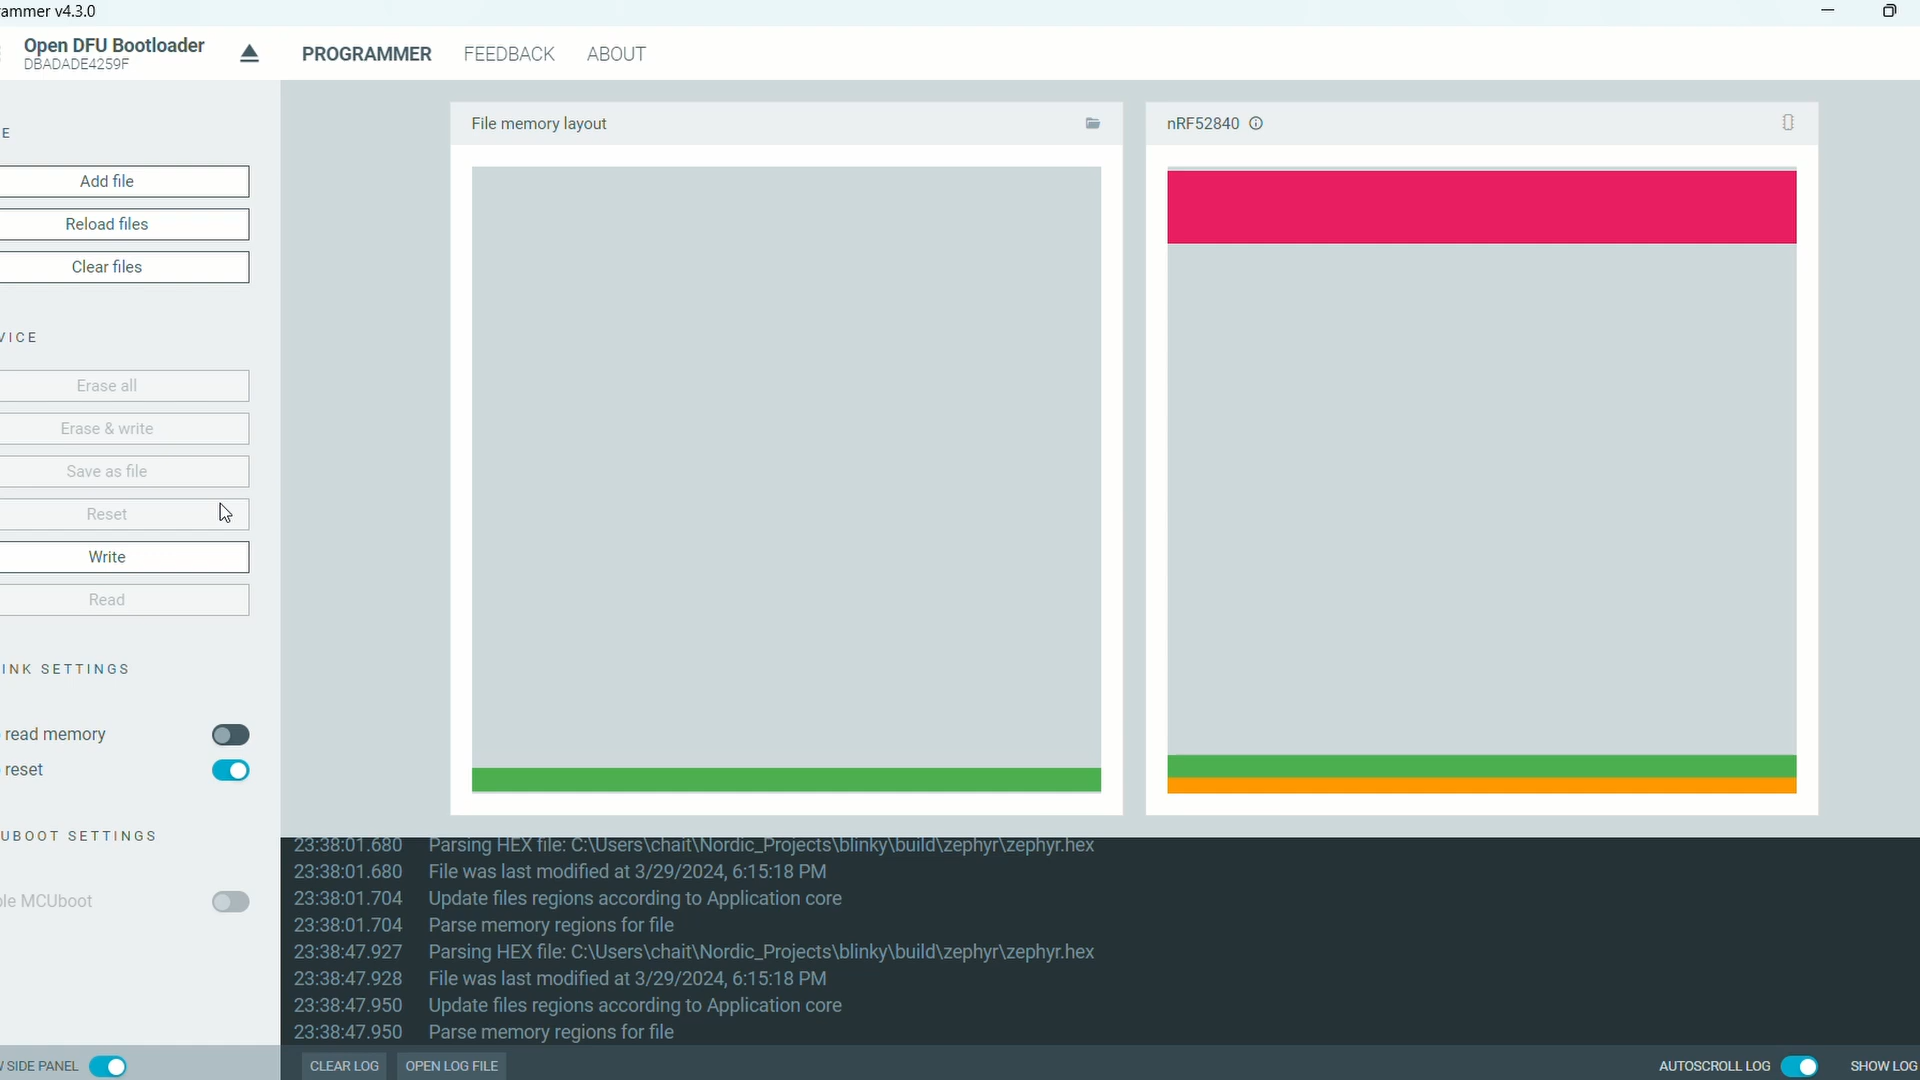 ammer v4.3.0
Open DFU Bootloader
DBADADE4259F
PROGRAMMER
FEEDBACK
ABOUT
E
Add file
Reload files
Clear files
VICE
Erase all
Erase & write
Save as file
Reset
Write
Read
INK SETTINGS
read memory
reset
UBOOT SETTINGS
le MCUboot
SIDE PANEL
File memory layout
nRF52840
23:38:01.680 Parsing HEX file: C:\Users\chait\Nordic_Projects\blinky\build\zephyr\zephyr.hex
23:38:01.680 File was last modified at 3/29/2024, 6:15:18 PM
23:38:01.704 Update files regions according to Application core
23:38:01.704 Parse memory regions for file
23:38:47.927 Parsing HEX file: C:\Users\chait\Nordic_Projects\blinky\build\zephyr\zephyr.hex
23:38:47.928 File was last modified at 3/29/2024, 6:15:18 PM
23:38:47.950 Update files regions according to Application core
23:38:47.950 Parse memory regions for file
CLEAR LOG
OPEN LOG FILE
AUTOSCROLL LOG
SHOW LOG